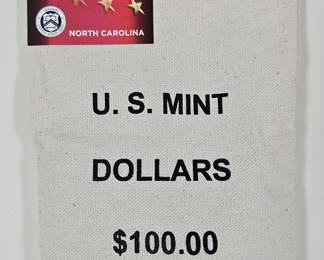 NORTH CAROLINA
U. S. MINT
DOLLARS
$100.00